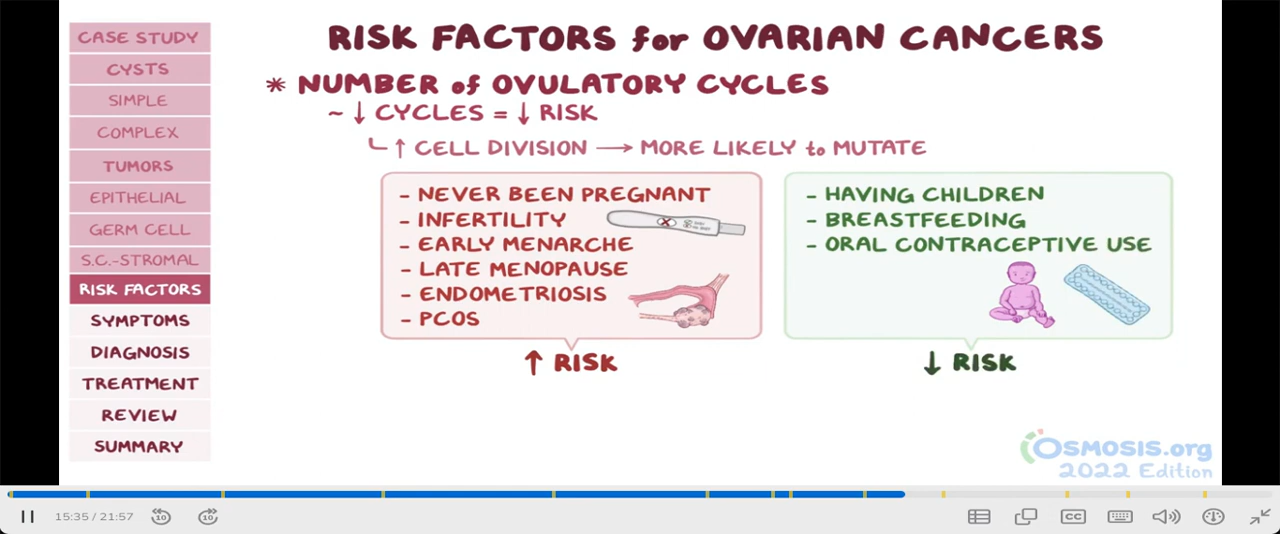 CASE STUDY
CYSTS
SIMPLE
COMPLEX
TUMORS
EPITHELIAL
GERM CELL
S.C.-STROMAL
RISK FACTORS
SYMPTOMS
DIAGNOSIS
TREATMENT
REVIEW
SUMMARY
RISK FACTORS for OVARIAN CANCERS
* NUMBER of OVULATORY CYCLES
~ ↓ CYCLES = ↓ RISK
↑ CELL DIVISION → MORE LIKELY to MUTATE
- NEVER BEEN PREGNANT
- INFERTILITY
- EARLY MENARCHE
- LATE MENOPAUSE
- ENDOMETRIOSIS
- PCOS
↑ RISK
- HAVING CHILDREN
- BREASTFEEDING
- ORAL CONTRACEPTIVE USE
↓ RISK
OSMOSIS.org
2022 Edition
15:35 / 21:57
10
10
CC